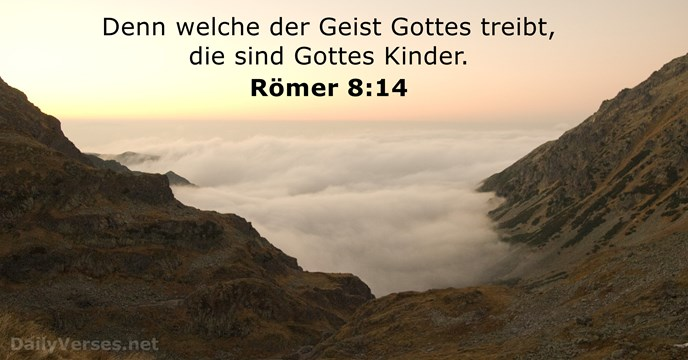 Denn welche der Geist Gottes treibt,
die sind Gottes Kinder.
Römer 8:14
DailyVerses.net